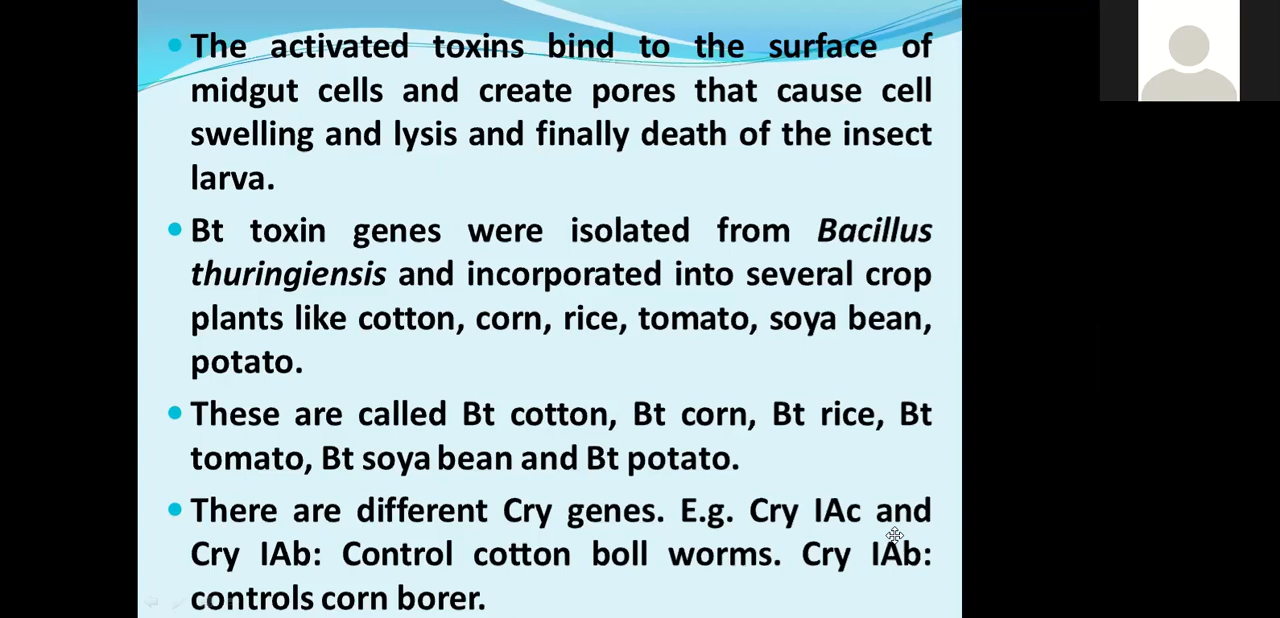 The activated toxins bind to the surface of
midgut cells and create pores that cause cell
swelling and lysis and finally death of the insect
larva.
Bt toxin genes were isolated from Bacillus
thuringiensis and incorporated into several crop
plants like cotton, corn, rice, tomato, soya bean,
potato.
These are called Bt cotton, Bt corn, Bt rice, Bt
tomato, Bt soya bean and Bt potato.
There are different Cry genes. E.g. Cry IAc and
Cry IAb: Control cotton boll worms. Cry IAb:
controls corn borer.